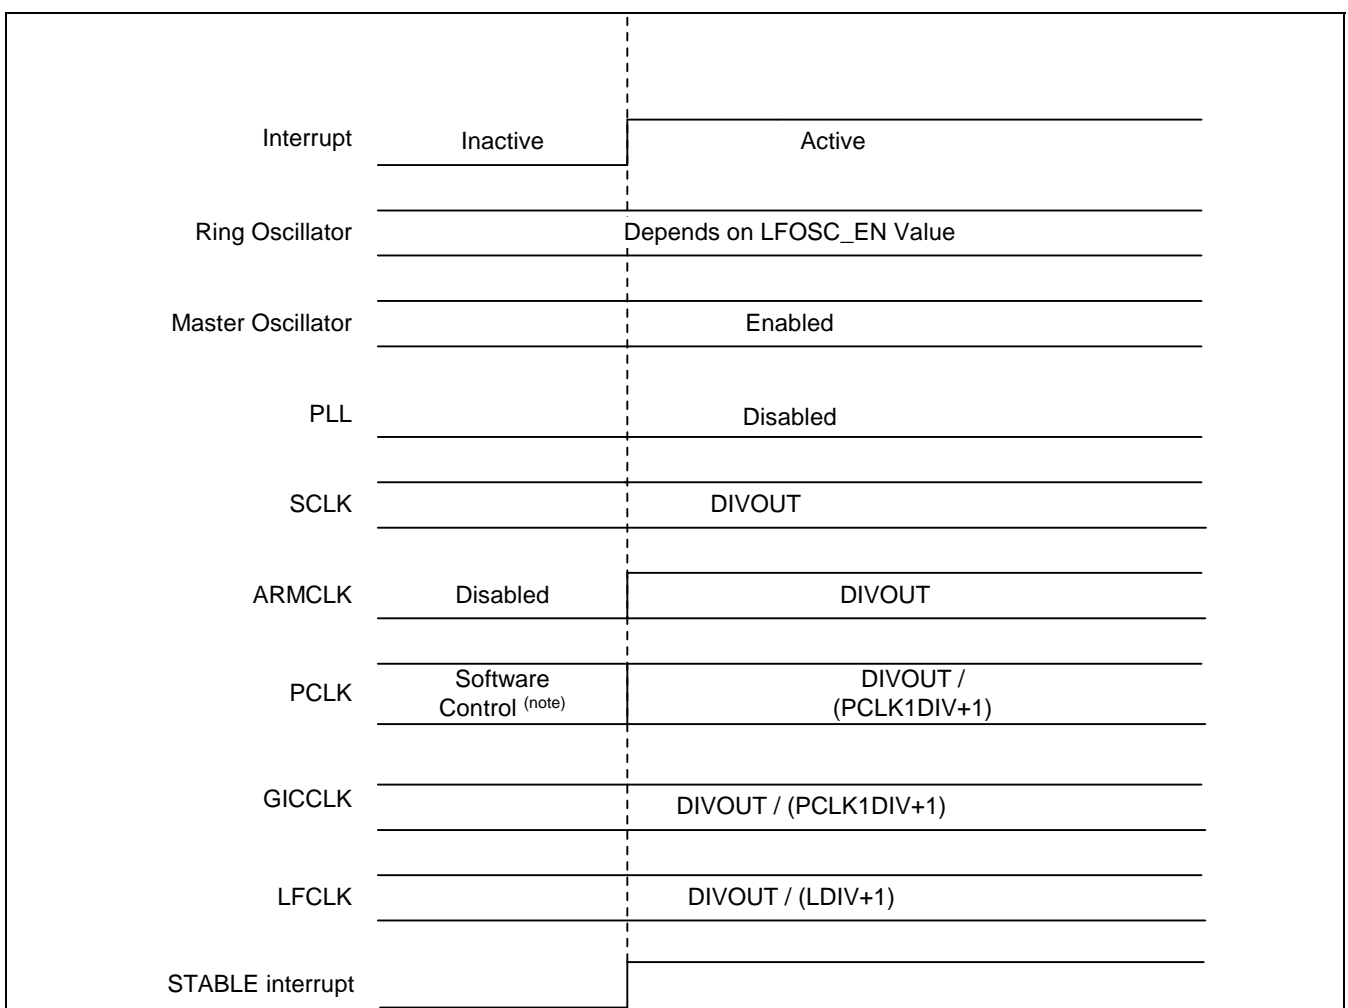 Interrupt Inactive Active
Ring Oscillator Depends on LFOSC_EN Value
Master Oscillator Enabled
PLL Disabled
SCLK DIVOUT
ARMCLK Disabled DIVOUT
PCLK Software Control (note) DIVOUT / (PCLK1DIV+1)
GICCLK DIVOUT / (PCLK1DIV+1)
LFCLK DIVOUT / (LDIV+1)
STABLE interrupt